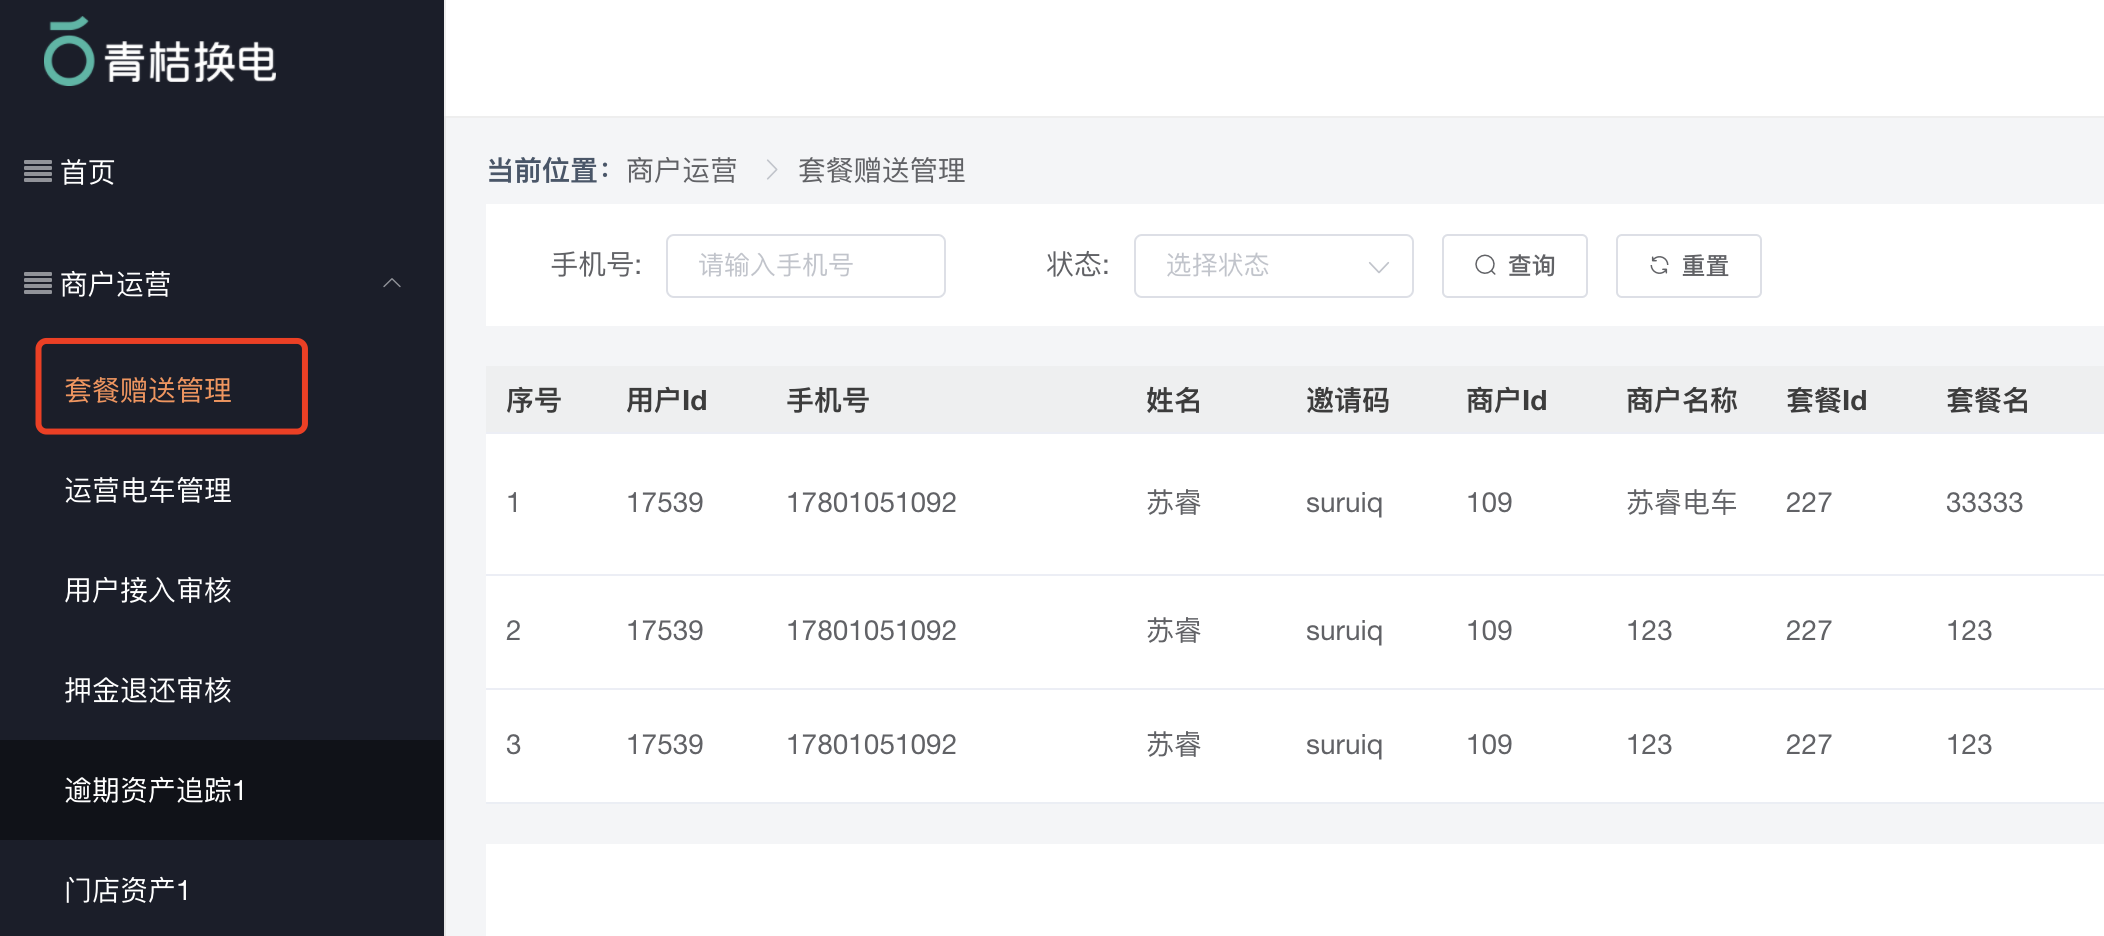 青桔换电
首页
商户运营
套餐赠送管理
运营电车管理
用户接入审核
押金退还审核
逾期资产追踪1
门店资产1
当前位置： 商户运营 > 套餐赠送管理
手机号: 请输入手机号 状态: 选择状态 查询 重置
序号 用户Id 手机号 姓名 邀请码 商户Id 商户名称 套餐Id 套餐名
1 17539 17801051092 苏睿 suruiq 109 苏睿电车 227 33333
2 17539 17801051092 苏睿 suruiq 109 123 227 123
3 17539 17801051092 苏睿 suruiq 109 123 227 123